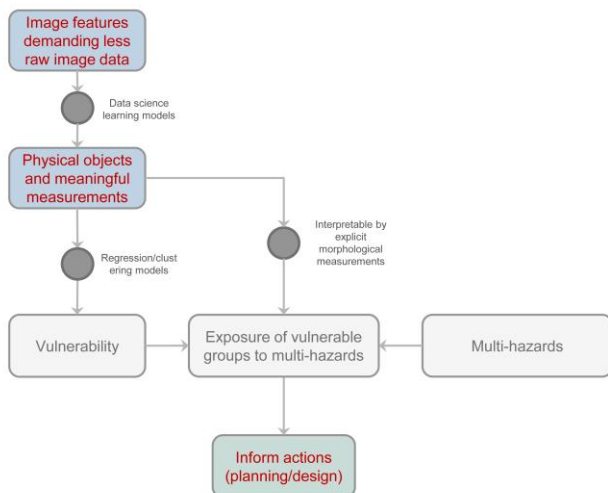 Image features
demanding less
raw image data
Data science
learning models
Physical objects
and meaningful
measurements
Interpretable by
explicit
morphological
measurements
Regression/clust
ering models
Vulnerability
Exposure of vulnerable
groups to multi-hazards
Multi-hazards
Inform actions
(planning/design)